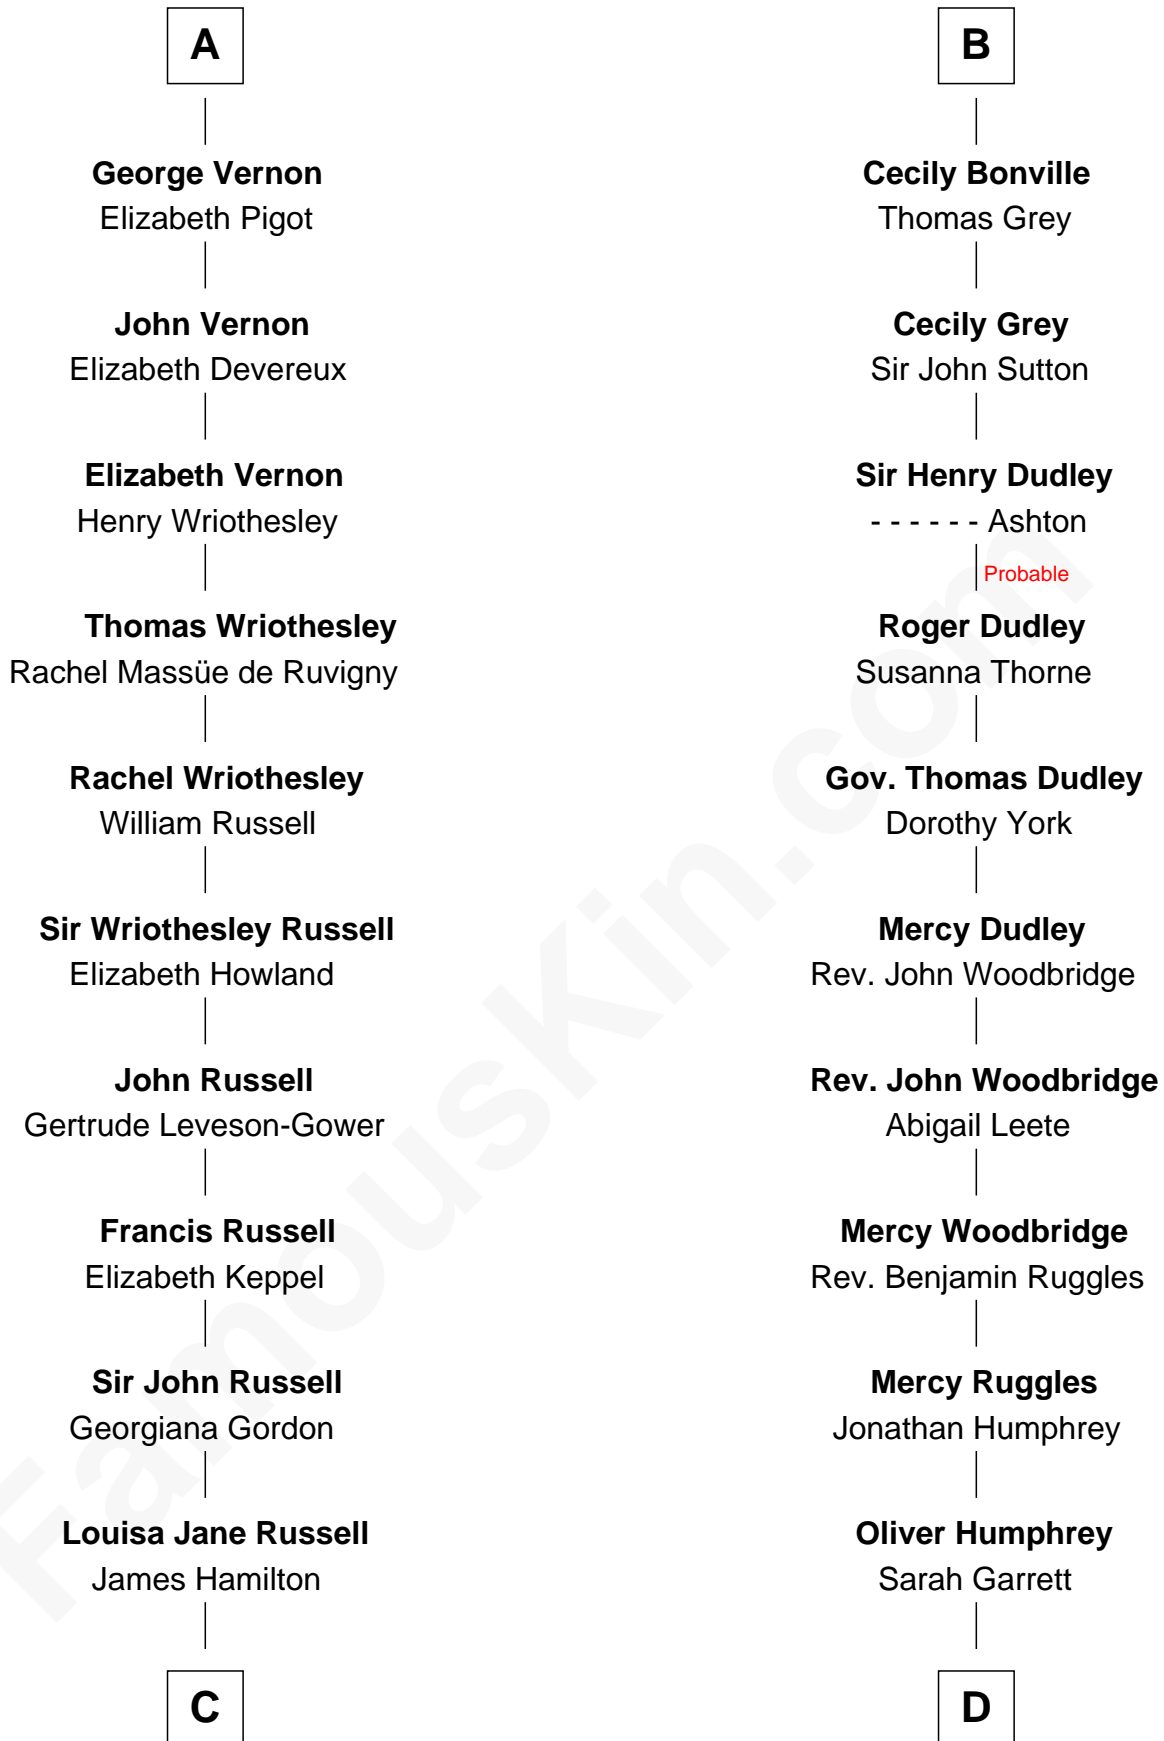 A
George Vernon
Elizabeth Pigot
John Vernon
Elizabeth Devereux
Elizabeth Vernon
Henry Wriothesley
Thomas Wriothesley
Rachel Massüe de Ruvigny
Rachel Wriothesley
William Russell
Sir Wriothesley Russell
Elizabeth Howland
John Russell
Gertrude Leveson-Gower
Francis Russell
Elizabeth Keppel
Sir John Russell
Georgiana Gordon
Louisa Jane Russell
James Hamilton
C
B
Cecily Bonville
Thomas Grey
Cecily Grey
Sir John Sutton
Sir Henry Dudley
- - - - - - Ashton
Probable
Roger Dudley
Susanna Thorne
Gov. Thomas Dudley
Dorothy York
Mercy Dudley
Rev. John Woodbridge
Rev. John Woodbridge
Abigail Leete
Mercy Woodbridge
Rev. Benjamin Ruggles
Mercy Ruggles
Jonathan Humphrey
Oliver Humphrey
Sarah Garrett
D
FamousKin.com